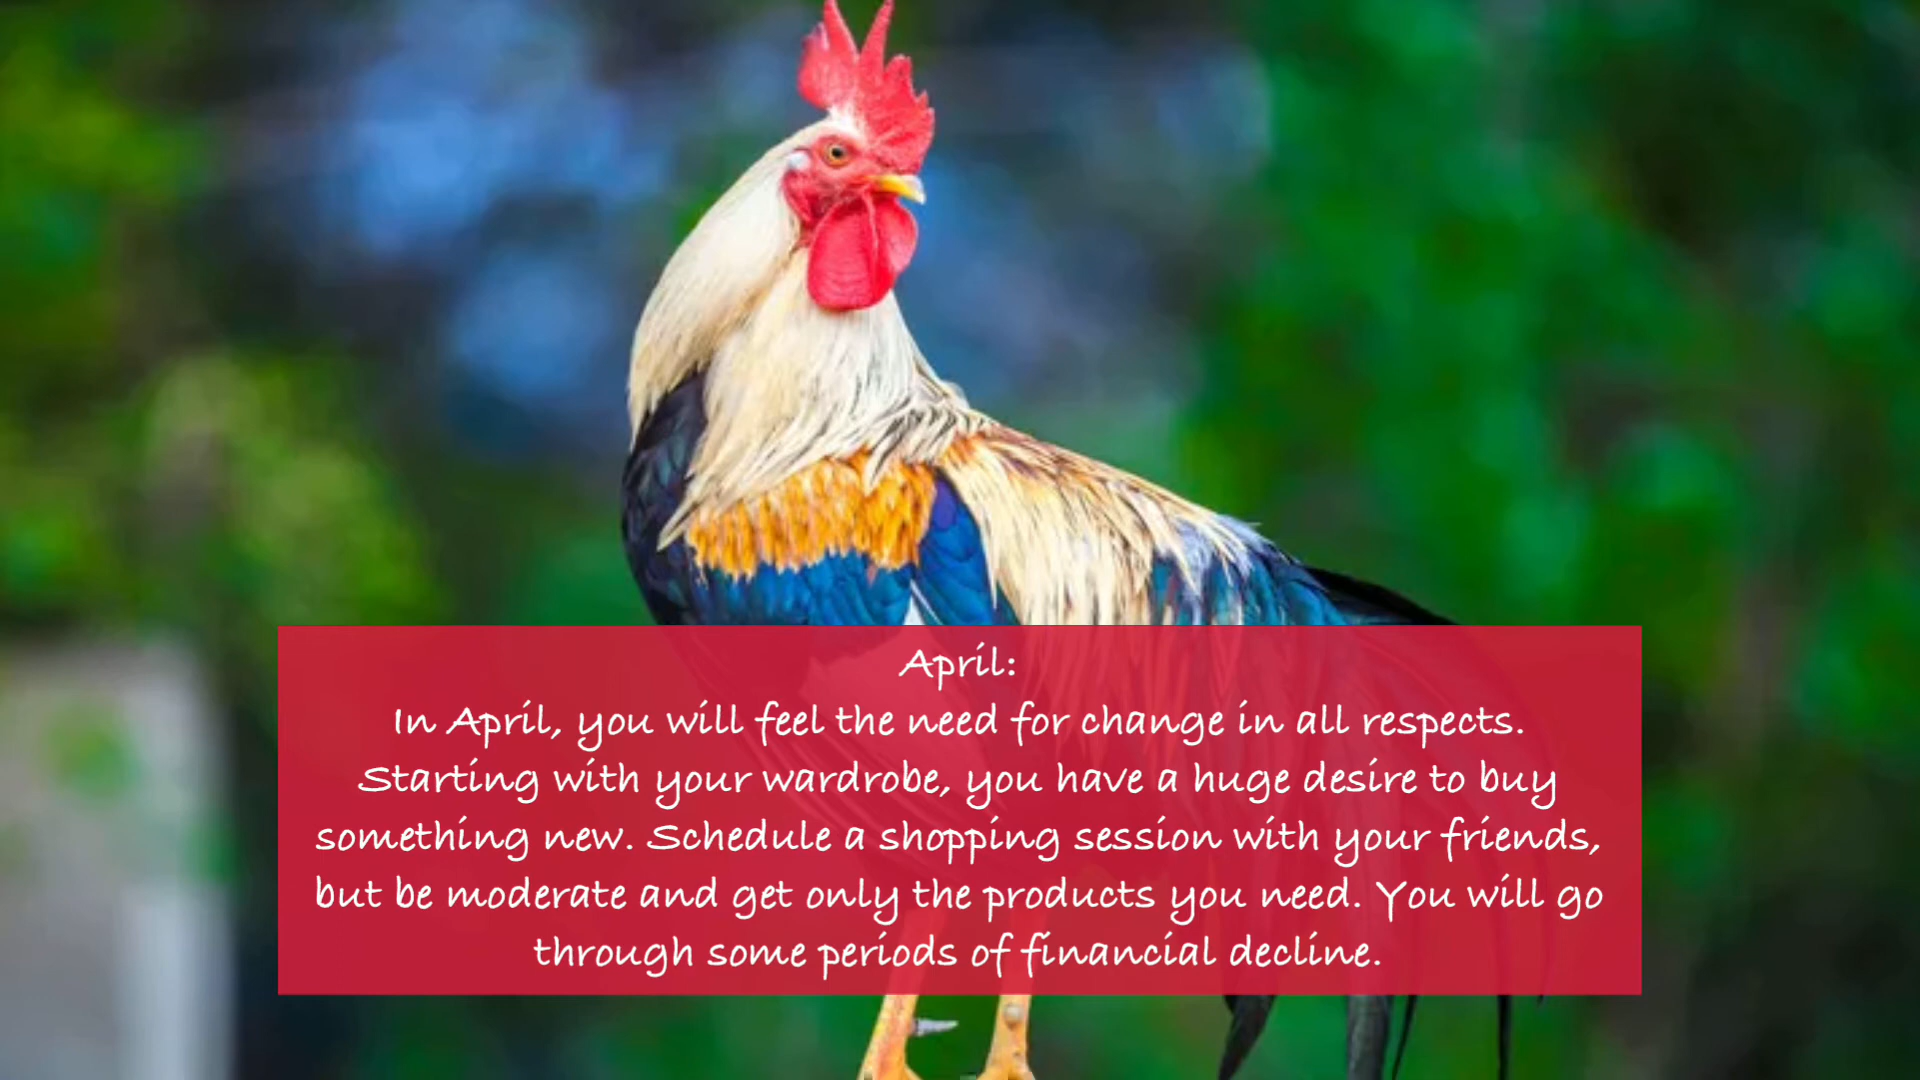 April:
In April, you will feel the need for change in all respects.
Starting with your wardrobe, you have a huge desire to buy
something new. Schedule a shopping session with your friends,
but be moderate and get only the products you need. You will go
through some periods of financial decline.